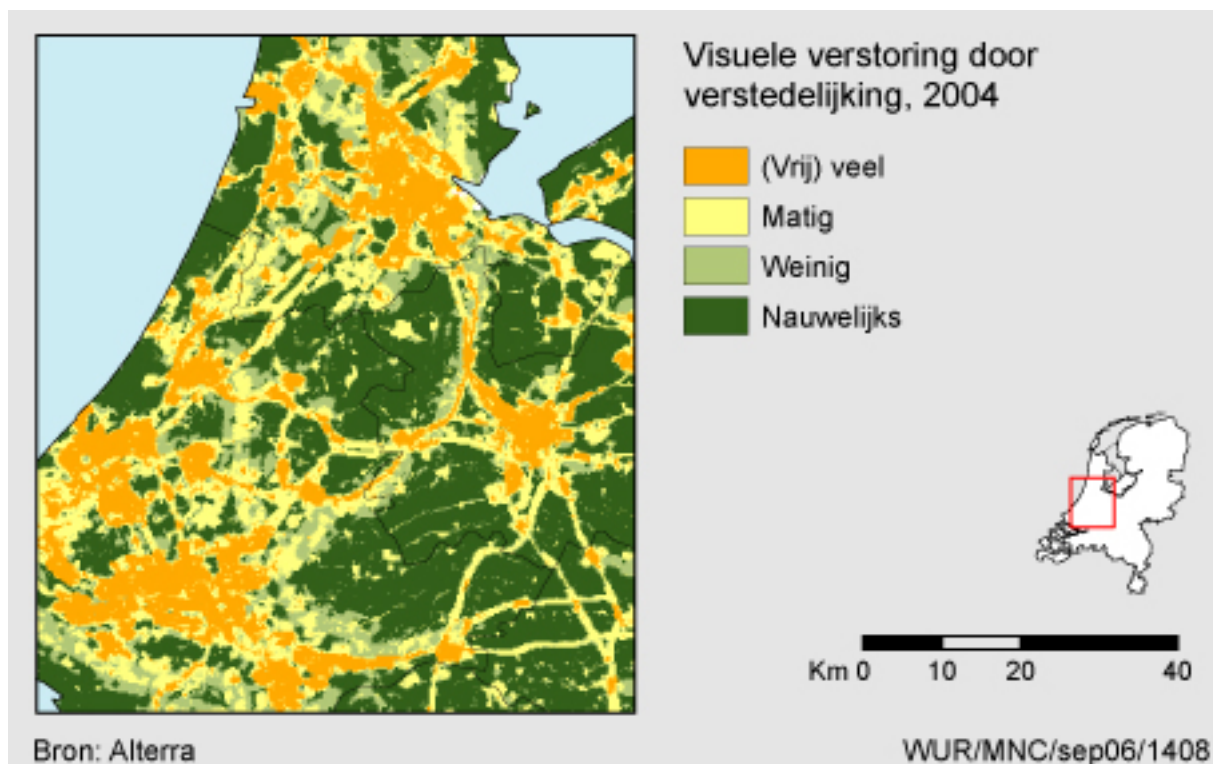 Visuele verstoring door
verstedelijking, 2004
(Vrij) veel
Matig
Weinig
Nauwelijks
Km 0 10 20 40
Bron: Alterra
WUR/MNC/sep06/1408